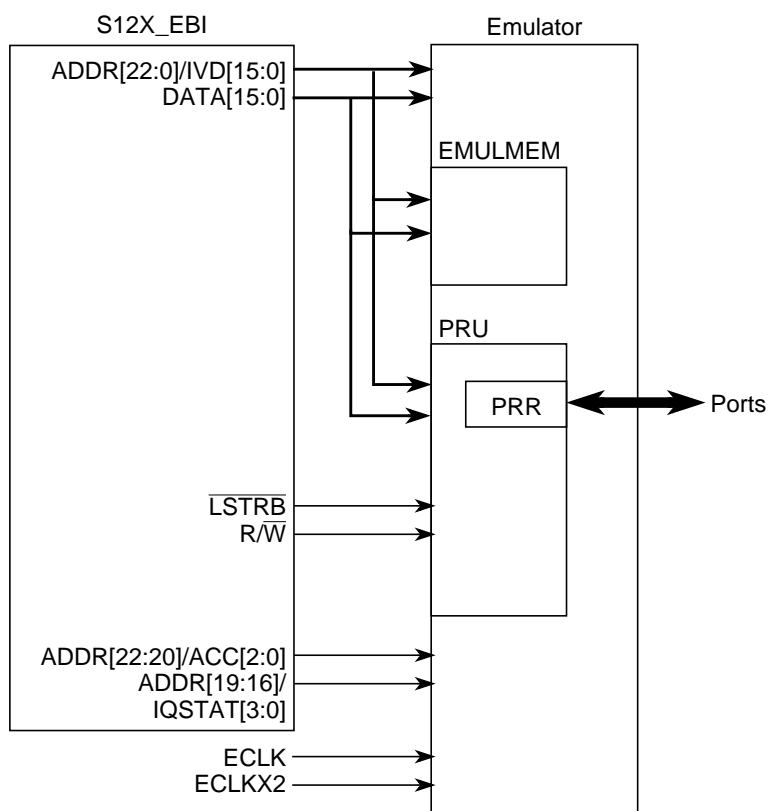 S12X_EBI
Emulator
ADDR[22:0]/IVD[15:0]
DATA[15:0]
EMULMEM
PRU
PRR
Ports
LSTRB
R/W
ADDR[22:20]/ACC[2:0]
ADDR[19:16]/
IQSTAT[3:0]
ECLK
ECLKX2